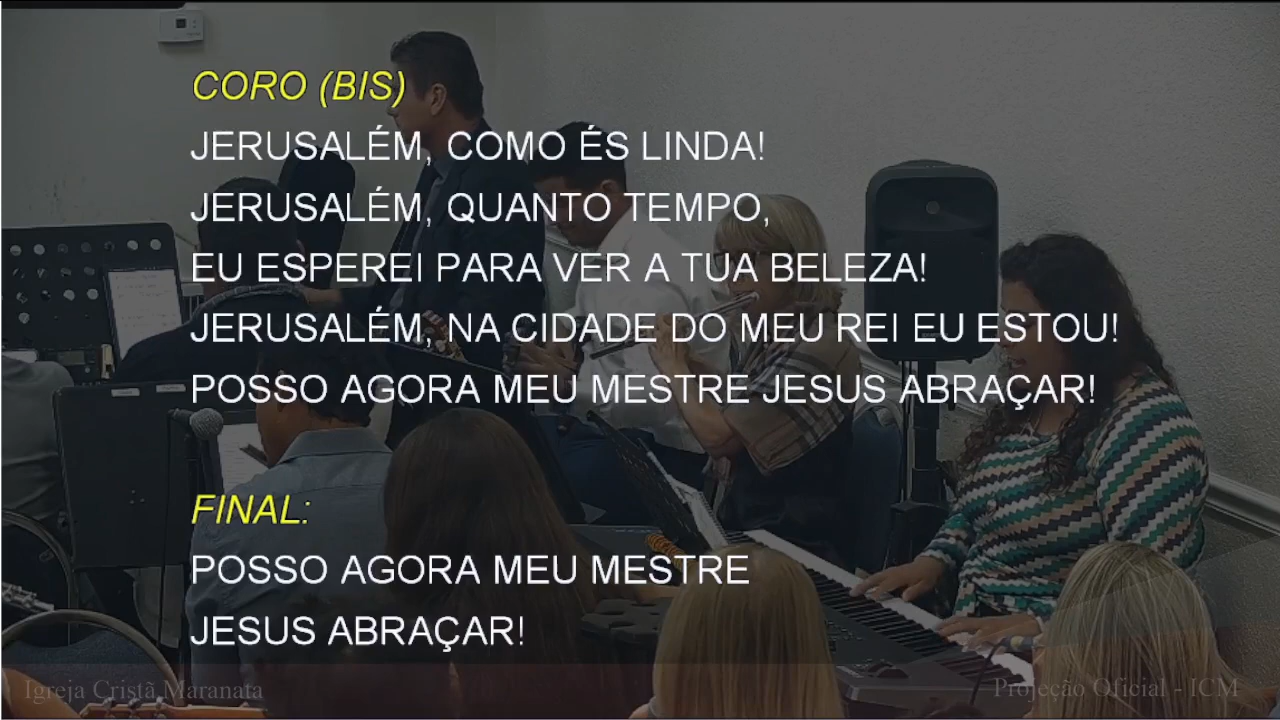 CORO (BIS)
JERUSALÉM, COMO ÉS LINDA!
JERUSALÉM, QUANTO TEMPO,
EU ESPEREI PARA VER A TUA BELEZA!
JERUSALÉM, NA CIDADE DO MEU REI EU ESTOU!
POSSO AGORA MEU MESTRE JESUS ABRAÇAR!
FINAL:
POSSO AGORA MEU MESTRE
JESUS ABRAÇAR!
Igreja Cristã Maranata
Projeção Oficial - ICM